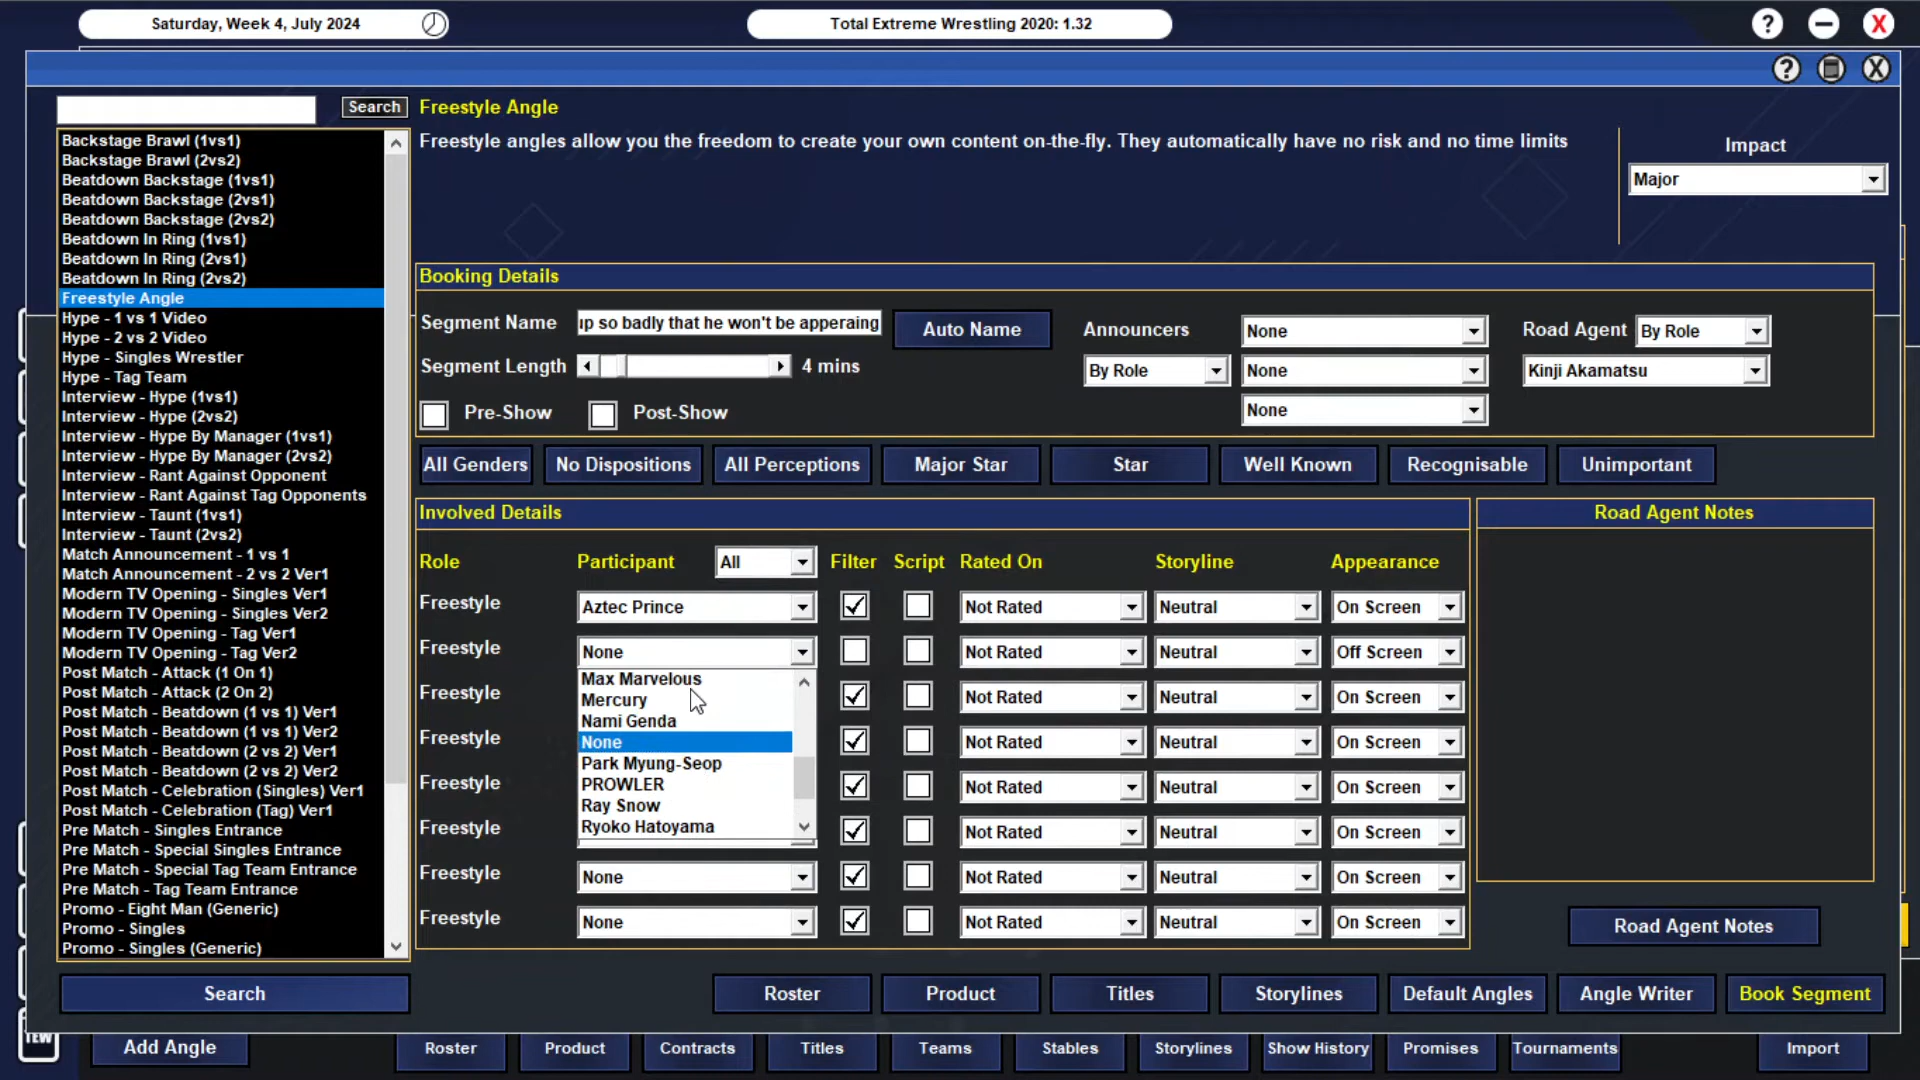 Saturday, Week 4, July 2024
Total Extreme Wrestling 2020: 1.32
? X
? X
Search
Backstage Brawl (1vs1)
Backstage Brawl (2vs2)
Beatdown Backstage (1vs1)
Beatdown Backstage (2vs1)
Beatdown Backstage (2vs2)
Beatdown In Ring (1vs1)
Beatdown In Ring (2vs1)
Beatdown In Ring (2vs2)
Freestyle Angle
Hype - 1 vs 1 Video
Hype - 2 vs 2 Video
Hype - Singles Wrestler
Hype - Tag Team
Interview - Hype (1vs1)
Interview - Hype (2vs2)
Interview - Hype By Manager (1vs1)
Interview - Hype By Manager (2vs2)
Interview - Rant Against Opponent
Interview - Rant Against Tag Opponents
Interview - Taunt (1vs1)
Interview - Taunt (2vs2)
Match Announcement - 1 vs 1
Match Announcement - 2 vs 2 Ver1
Modern TV Opening - Singles Ver1
Modern TV Opening - Singles Ver2
Modern TV Opening - Tag Ver1
Modern TV Opening - Tag Ver2
Post Match - Attack (1 On 1)
Post Match - Attack (2 On 2)
Post Match - Beatdown (1 vs 1) Ver1
Post Match - Beatdown (1 vs 1) Ver2
Post Match - Beatdown (2 vs 2) Ver1
Post Match - Beatdown (2 vs 2) Ver2
Post Match - Celebration (Singles) Ver1
Post Match - Celebration (Tag) Ver1
Pre Match - Singles Entrance
Pre Match - Special Singles Entrance
Pre Match - Special Tag Team Entrance
Pre Match - Tag Team Entrance
Promo - Eight Man (Generic)
Promo - Singles
Promo - Singles (Generic)
Search
Freestyle Angle
Freestyle angles allow you the freedom to create your own content on-the-fly. They automatically have no risk and no time limits
Impact
Major
Booking Details
Segment Name up so badly that he won't be apperaing Auto Name Announcers None Road Agent By Role
Segment Length 4 mins By Role None Kinji Akamatsu
Pre-Show Post-Show None
All Genders No Dispositions All Perceptions Major Star Star Well Known Recognisable Unimportant
Involved Details
Road Agent Notes
Role Participant All Filter Script Rated On Storyline Appearance
Freestyle Aztec Prince Not Rated Neutral On Screen
Freestyle None Not Rated Neutral Off Screen
Max Marvelous
Mercury
Nami Genda
None
Park Myung-Seop
PROWLER
Ray Snow
Ryoko Hatoyama
Freestyle Not Rated Neutral On Screen
Freestyle Not Rated Neutral On Screen
Freestyle Not Rated Neutral On Screen
Freestyle Not Rated Neutral On Screen
Freestyle None Not Rated Neutral On Screen
Freestyle None Not Rated Neutral On Screen
Road Agent Notes
Roster Product Titles Storylines Default Angles Angle Writer Book Segment
TEW
Add Angle Roster Product Contracts Titles Teams Stables Storylines Show History Promises Tournaments Import